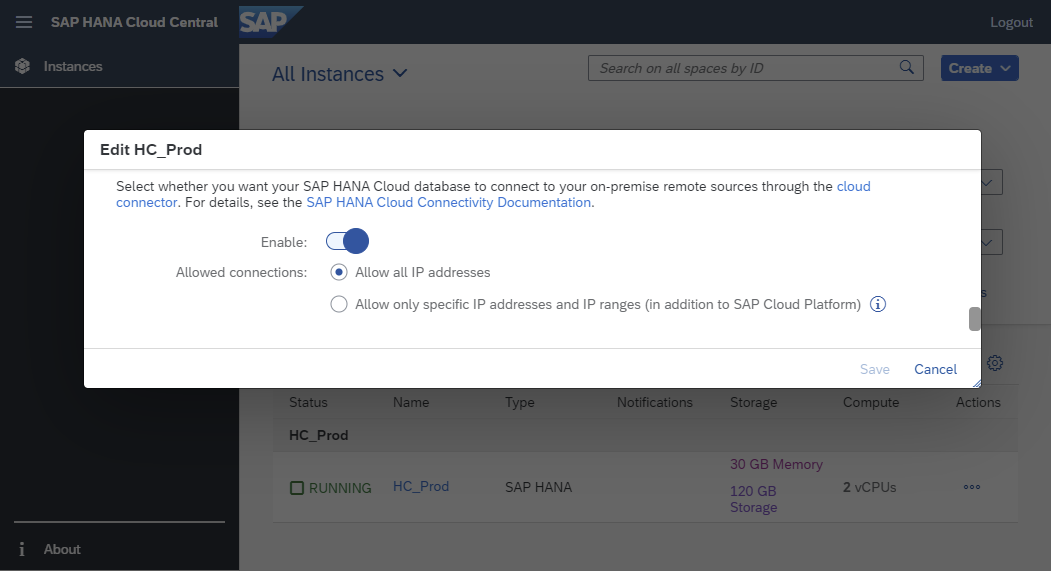 SAP HANA Cloud Central
SAP
Logout
Instances
All Instances
Search on all spaces by ID
Create
Edit HC_Prod
Select whether you want your SAP HANA Cloud database to connect to your on-premise remote sources through the cloud
connector. For details, see the SAP HANA Cloud Connectivity Documentation.
Enable:
Allowed connections:
Allow all IP addresses
Allow only specific IP addresses and IP ranges (in addition to SAP Cloud Platform)
Save
Cancel
Status Name Type Notifications Storage Compute Actions
HC_Prod
RUNNING HC_Prod SAP HANA
30 GB Memory
120 GB
Storage
2 vCPUs
About